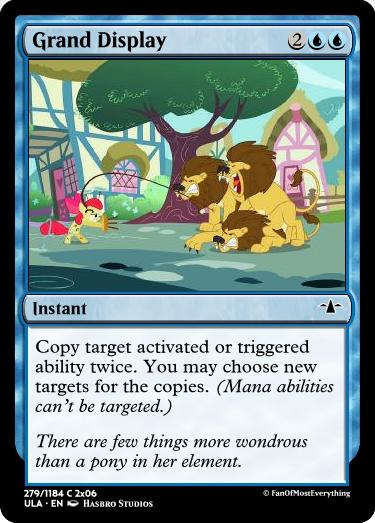 Grand Display 2
Instant
Copy target activated or triggered
ability twice. You may choose new
targets for the copies. (Mana abilities
can't be targeted.)
There are few things more wondrous
than a pony in her element.
279/1184 C 2x06
ULA • EN Hasbro Studios
© FanOfMostEverything